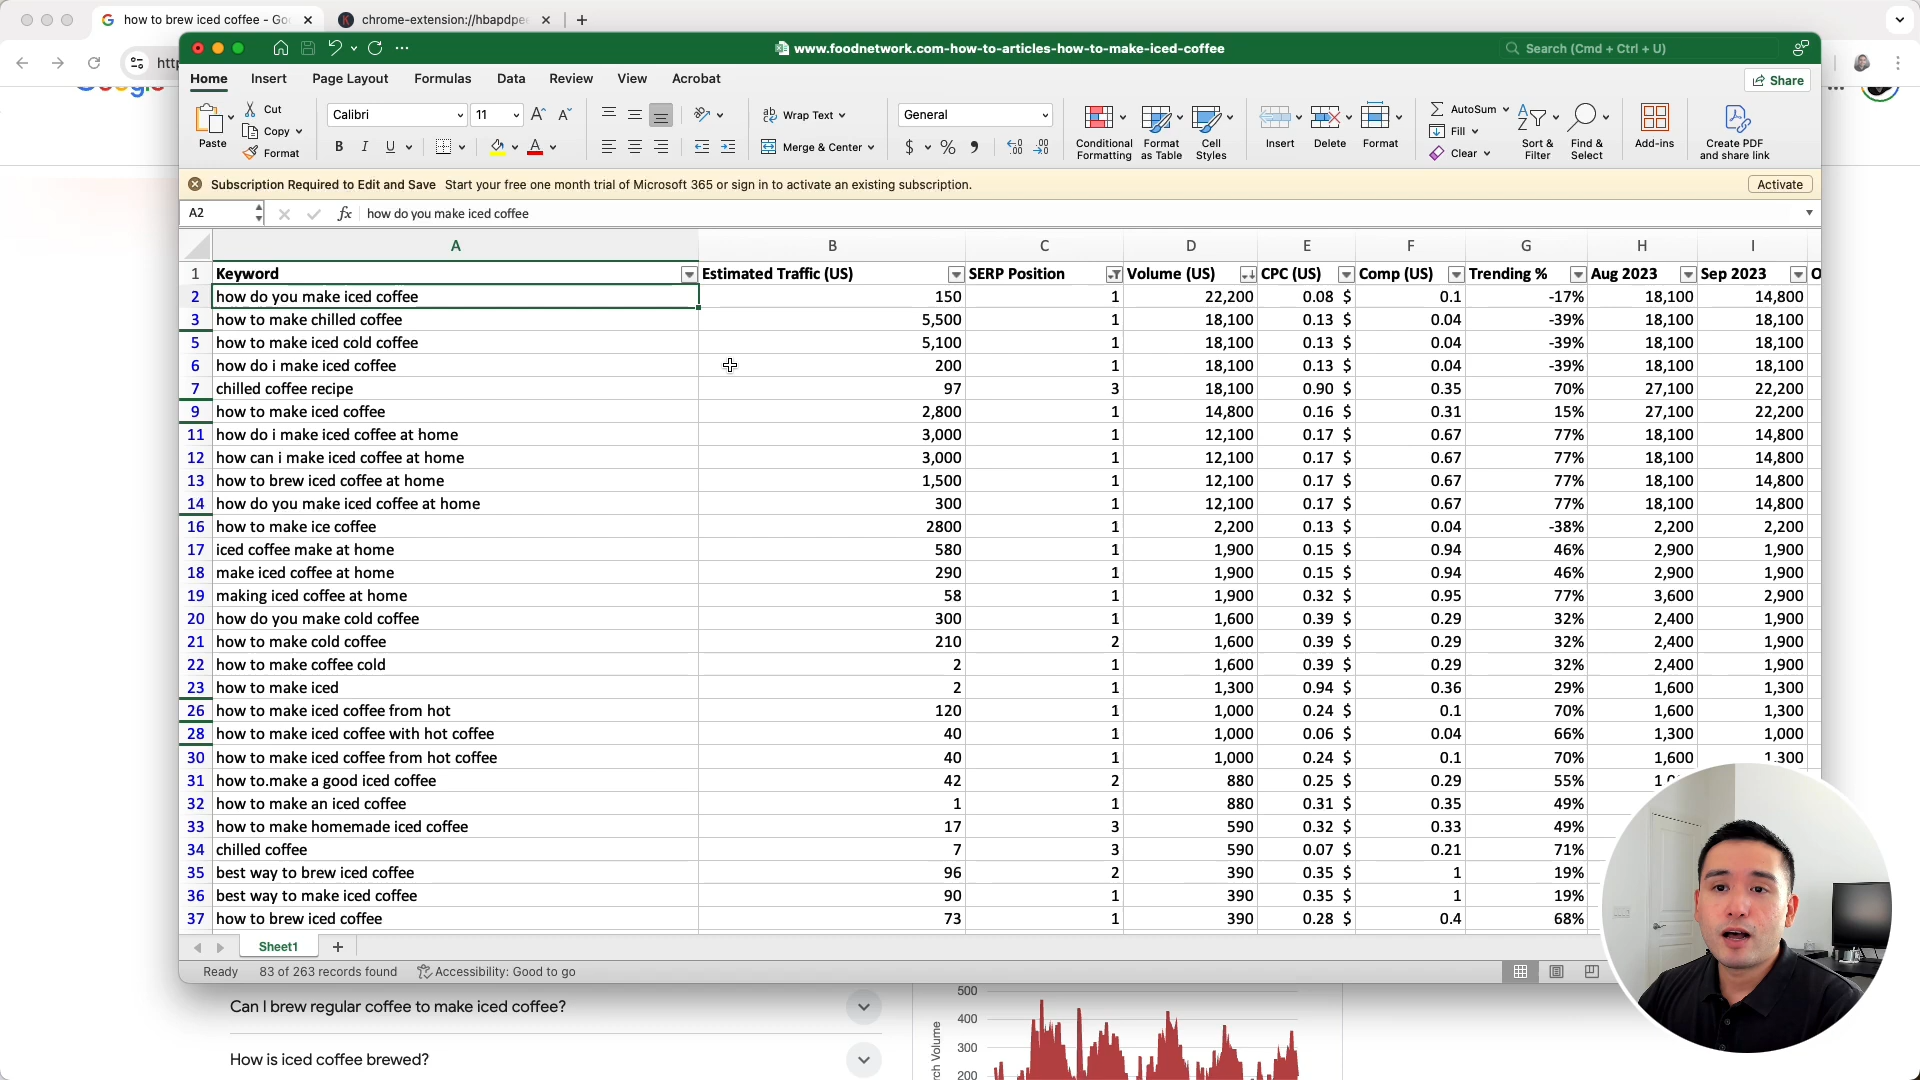 how to brew iced coffee - Goo
chrome-extension://hbapdpee
http
www.foodnetwork.com-how-to-articles-how-to-make-iced-coffee
Search (Cmd + Ctrl + U)
Home Insert Page Layout Formulas Data Review View Acrobat
Share
Paste Cut Copy Format
Calibri 11
B I U
Wrap Text
Merge & Center
General
Conditional Formatting
Format as Table
Cell Styles
Insert Delete Format
AutoSum
Fill
Clear
Sort & Filter
Find & Select
Add-ins
Create PDF and share link
Subscription Required to Edit and Save Start your free one month trial of Microsoft 365 or sign in to activate an existing subscription. Activate
A2 fx how do you make iced coffee
A B C D E F G H I
1 Keyword Estimated Traffic (US) SERP Position Volume (US) CPC (US) Comp (US) Trending % Aug 2023 Sep 2023 O
2 how do you make iced coffee 150 1 22,200 0.08 $ 0.1 -17% 18,100 14,800
3 how to make chilled coffee 5,500 1 18,100 0.13 $ 0.04 -39% 18,100 18,100
5 how to make iced cold coffee 5,100 1 18,100 0.13 $ 0.04 -39% 18,100 18,100
6 how do i make iced coffee 200 1 18,100 0.13 $ 0.04 -39% 18,100 18,100
7 chilled coffee recipe 97 3 18,100 0.90 $ 0.35 70% 27,100 22,200
9 how to make iced coffee 2,800 1 14,800 0.16 $ 0.31 15% 27,100 22,200
11 how do i make iced coffee at home 3,000 1 12,100 0.17 $ 0.67 77% 18,100 14,800
12 how can i make iced coffee at home 3,000 1 12,100 0.17 $ 0.67 77% 18,100 14,800
13 how to brew iced coffee at home 1,500 1 12,100 0.17 $ 0.67 77% 18,100 14,800
14 how do you make iced coffee at home 300 1 12,100 0.17 $ 0.67 77% 18,100 14,800
16 how to make ice coffee 2800 1 2,200 0.13 $ 0.04 -38% 2,200 2,200
17 iced coffee make at home 580 1 1,900 0.15 $ 0.94 46% 2,900 1,900
18 make iced coffee at home 290 1 1,900 0.15 $ 0.94 46% 2,900 1,900
19 making iced coffee at home 58 1 1,900 0.32 $ 0.95 77% 3,600 2,900
20 how do you make cold coffee 300 1 1,600 0.39 $ 0.29 32% 2,400 1,900
21 how to make cold coffee 210 2 1,600 0.39 $ 0.29 32% 2,400 1,900
22 how to make coffee cold 2 1 1,600 0.39 $ 0.29 32% 2,400 1,900
23 how to make iced 2 1 1,300 0.94 $ 0.36 29% 1,600 1,300
26 how to make iced coffee from hot 120 1 1,000 0.24 $ 0.1 70% 1,600 1,300
28 how to make iced coffee with hot coffee 40 1 1,000 0.06 $ 0.04 66% 1,300 1,000
30 how to make iced coffee from hot coffee 40 1 1,000 0.24 $ 0.1 70% 1,600 1,300
31 how to.make a good iced coffee 42 2 880 0.25 $ 0.29 55%
32 how to make an iced coffee 1 1 880 0.31 $ 0.35 49%
33 how to make homemade iced coffee 17 3 590 0.32 $ 0.33 49%
34 chilled coffee 7 3 590 0.07 $ 0.21 71%
35 best way to brew iced coffee 96 2 390 0.35 $ 1 19%
36 best way to make iced coffee 90 1 390 0.35 $ 1 19%
37 how to brew iced coffee 73 1 390 0.28 $ 0.4 68%
Sheet1
Ready 83 of 263 records found Accessibility: Good to go
Can I brew regular coffee to make iced coffee?
How is iced coffee brewed?
500
400
300
200
rch Volume